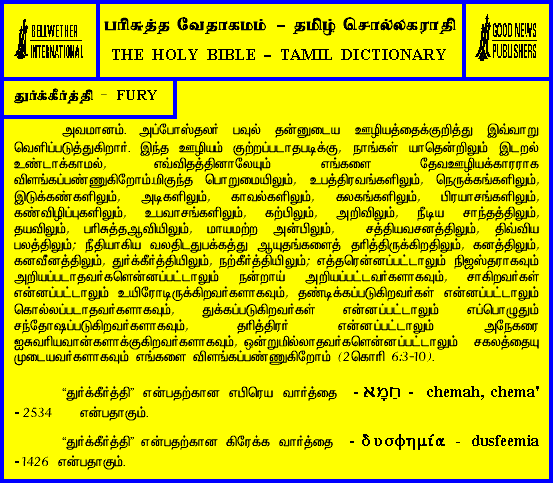 BELLWETHER
INTERNATIONAL
பரிசுத்த வேதாகமம் – தமிழ் சொல்லகராதி
THE HOLY BIBLE – TAMIL DICTIONARY
GOOD NEWS
PUBLISHERS
துர்க்கீர்த்தி – FURY
அவமானம். அப்போஸ்தலர் பவுல் தன்னுடைய ஊழியத்தைக்குறித்து இவ்வாறு
வெளிப்படுத்துகிறார். இந்த ஊழியம் குற்றப்படாதபடிக்கு, நாங்கள் யாதொன்றிலும் இடறல்
உண்டாக்காமல், எவ்விதத்தினாலேயும் எங்களை தேவஊழியக்காரராக
விளங்கப்பண்ணுகிறோம்.மிகுந்த பொறுமையிலும், உபத்திரவங்களிலும், நெருக்கங்களிலும்,
இடுக்கண்களிலும், அடிகளிலும், காவல்களிலும், கலகங்களிலும், பிரயாசங்களிலும்,
கண்விழிப்புகளிலும், உபவாசங்களிலும், கற்பிலும், அறிவிலும், நீடிய சாந்தத்திலும்,
தயவிலும், பரிசுத்தஆவியிலும், மாயமற்ற அன்பிலும், சத்தியவசனத்திலும், திவ்விய
பலத்திலும்; நீதியாகிய வலதிடதுபக்கத்து ஆயுதங்களைத் தரித்திருக்கிறதிலும், கனத்திலும்,
கனவீனத்திலும், துர்க்கீர்த்தியிலும், நற்கீர்த்தியிலும்; எத்தரென்னப்பட்டாலும் நிஜஸ்தராகவும்
அறியப்படாதவர்களென்னப்பட்டாலும் நன்றாய் அறியப்பட்டவர்களாகவும், சாகிறவர்கள்
என்னப்பட்டாலும் உயிரோடிருக்கிறவர்களாகவும், தண்டிக்கப்படுகிறவர்கள் என்னப்பட்டாலும்
கொல்லப்படாதவர்களாகவும், துக்கப்படுகிறவர்கள் என்னப்பட்டாலும் எப்பொழுதும்
சந்தோஷப்படுகிறவர்களாகவும், தரித்திரர் என்னப்பட்டாலும் அநேகரை
ஐசுவரியவான்களாக்குகிறவர்களாகவும், ஒன்றுமில்லாதவர்களென்னப்பட்டாலும் சகலத்தையு
முடையவர்களாகவும் எங்களை விளங்கப்பண்ணுகிறோம் (2கொரி 6:3-10).
“துர்க்கீர்த்தி” என்பதற்கான எபிரெய வார்த்தை - חֵמָא - chemah, chema'
- 2534 என்பதாகும்.
“துர்க்கீர்த்தி” என்பதற்கான கிரேக்க வார்த்தை - δυσφημία - dusfeemia
-1426 என்பதாகும்.